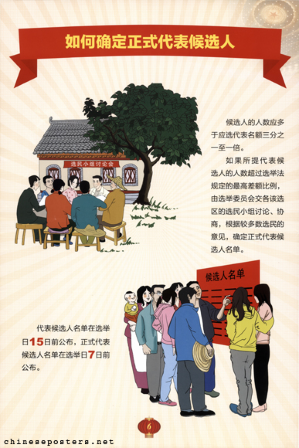 如何确定正式代表候选人
候选人的人数应多
于应选代表名额三分之
一至一倍。
如果所提代表候
选人的人数超过选举法
规定的最高差额比例，
由选举委员会交各该选
区的选民小组讨论、协
商，根据较多数选民的
意见，确定正式代表候
选人名单。
选民小组讨论会
候选人名单
代表候选人名单在选举
日15日前公布，正式代表
候选人名单在选举日7日前
公布。
6
chineseposters.net